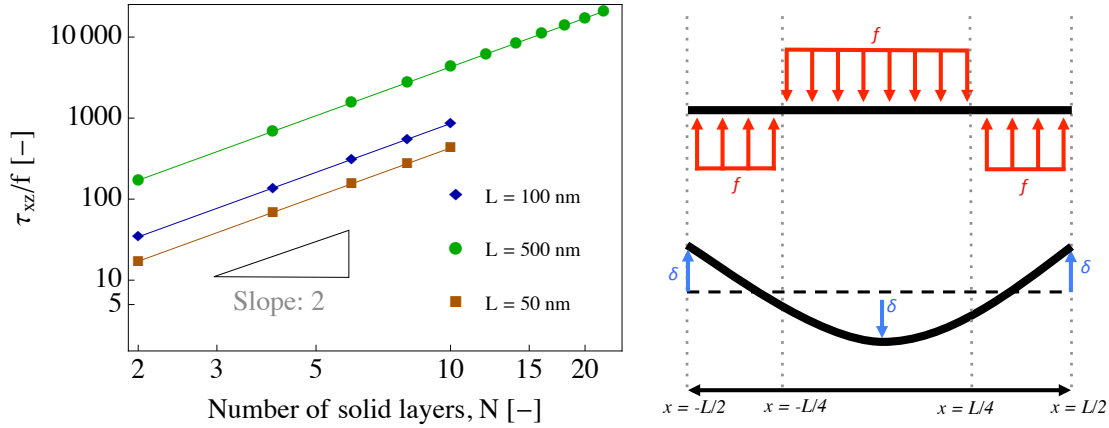 τxz/f [−]
10 000
1000
100
10
5
L = 100 nm
L = 500 nm
L = 50 nm
Slope: 2
2 3 5 10 15 20
Number of solid layers, N [−]
f
f f
δ δ δ
x = -L/2 x = -L/4 x = L/4 x = L/2